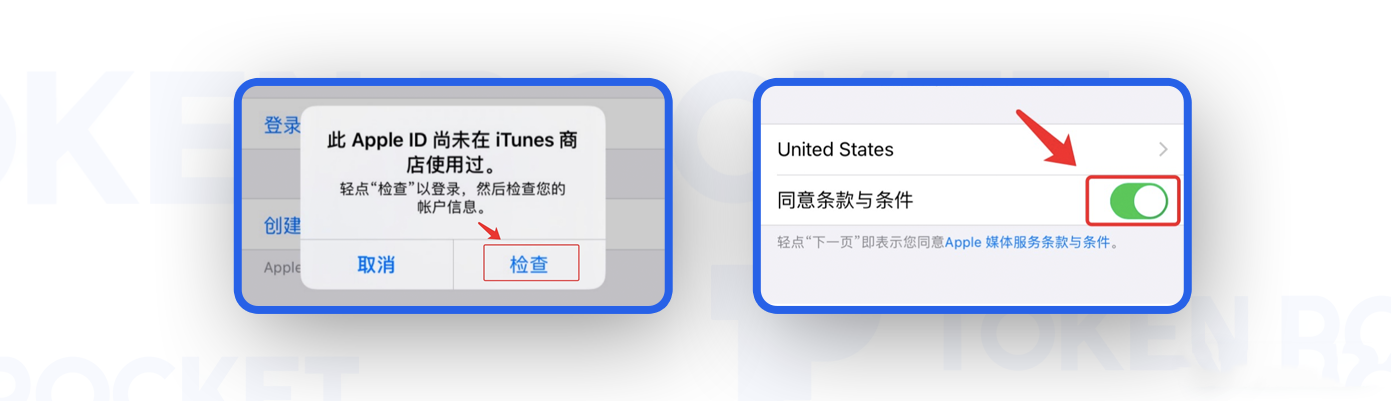 登录
此 Apple ID 尚未在 iTunes 商
店使用过。
轻点“检查”以登录，然后检查您的
帐户信息。
创建
Apple
取消
检查
United States
同意条款与条件
轻点“下一页”即表示您同意Apple 媒体服务条款与条件。
TOKEN RO
ROCKET